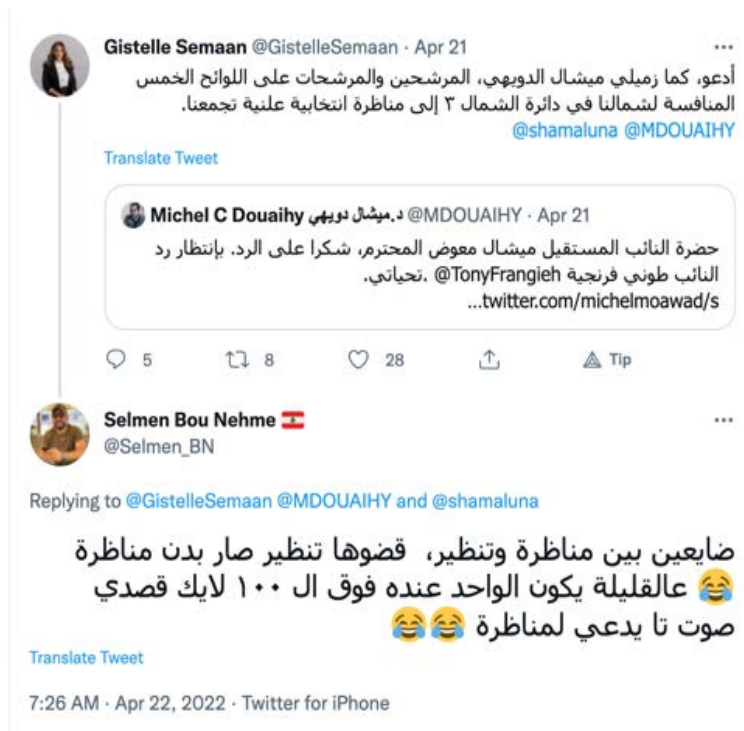 Gistelle Semaan @GistelleSemaan · Apr 21
أدعو، كما زميلي ميشال الدويهي، المرشحين والمرشحات على اللوائح الخمس
المنافسة لشمالنا في دائرة الشمال ٣ إلى مناظرة انتخابية علنية تجمعنا.
@shamaluna @MDOUAIHY
Translate Tweet
Michel C Douaihy د.ميشال دويهي @MDOUAIHY · Apr 21
حضرة النائب المستقيل ميشال معوض المحترم، شكرا على الرد. بإنتظار رد
النائب طوني فرنجية @TonyFrangieh .تحياتي.
twitter.com/michelmoawad/s...
5 8 28 Tip
Selmen Bou Nehme 🇱🇧
@Selmen_BN
Replying to @GistelleSemaan @MDOUAIHY and @shamaluna
ضايعين بين مناظرة وتنظير، قضوها تنظير صار بدن مناظرة
😂 عالقليلة يكون الواحد عنده فوق ال ١٠٠ لايك قصدي
صوت تا يدعي لمناظرة 😂😂
Translate Tweet
7:26 AM · Apr 22, 2022 · Twitter for iPhone